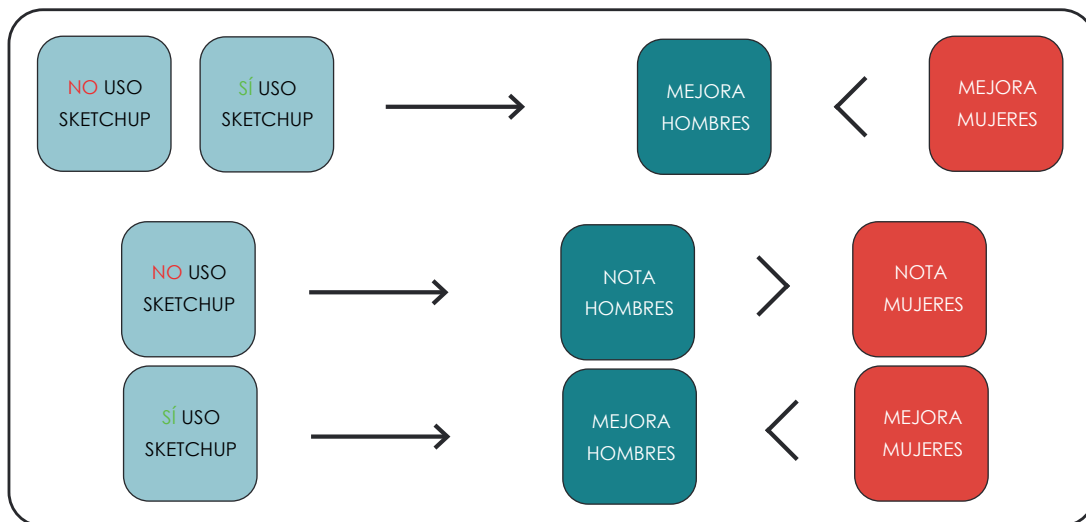 NO USO
SKETCHUP
SÍ USO
SKETCHUP
MEJORA
HOMBRES
<
MEJORA
MUJERES
NO USO
SKETCHUP
NOTA
HOMBRES
>
NOTA
MUJERES
SÍ USO
SKETCHUP
MEJORA
HOMBRES
<
MEJORA
MUJERES